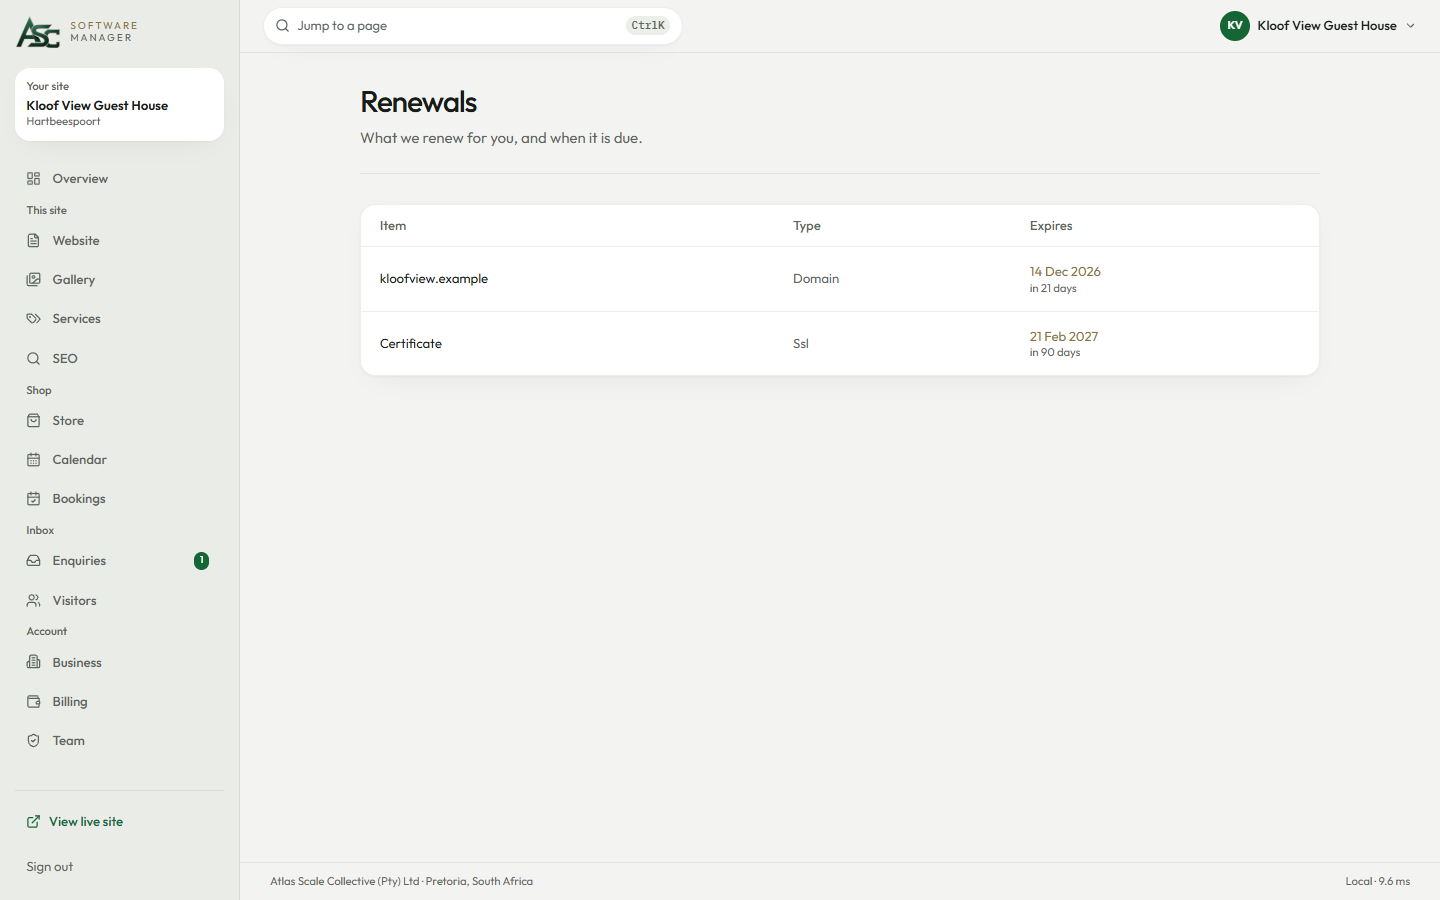 ASC SOFTWARE
MANAGER
Your site
Kloof View Guest House
Hartbeespoort
Overview
This site
Website
Gallery
Services
SEO
Shop
Store
Calendar
Bookings
Inbox
Enquiries 1
Visitors
Account
Business
Billing
Team
View live site
Sign out
Jump to a page CtrlK
KV Kloof View Guest House
Renewals
What we renew for you, and when it is due.
Item Type Expires
kloofview.example Domain 14 Dec 2026
in 21 days
Certificate Ssl 21 Feb 2027
in 90 days
Atlas Scale Collective (Pty) Ltd · Pretoria, South Africa
Local · 9.6 ms